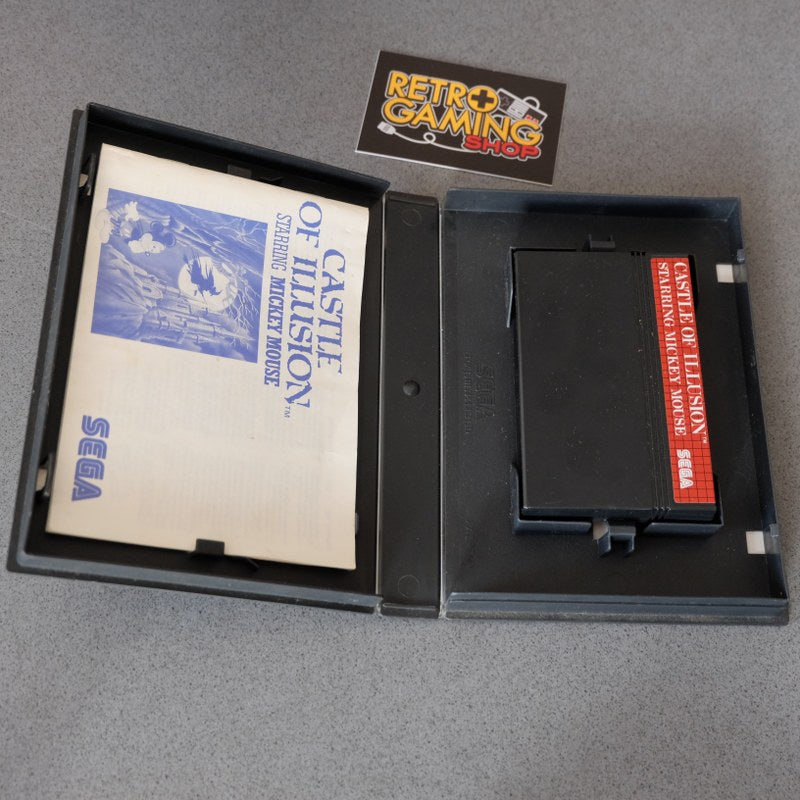 RETRO
GAMING
SHOP
CASTLE
OF ILLUSION™
STARRING MICKEY MOUSE
SEGA
SEGA
CASTLE OF ILLUSION™
STARRING MICKEY MOUSE
SEGA